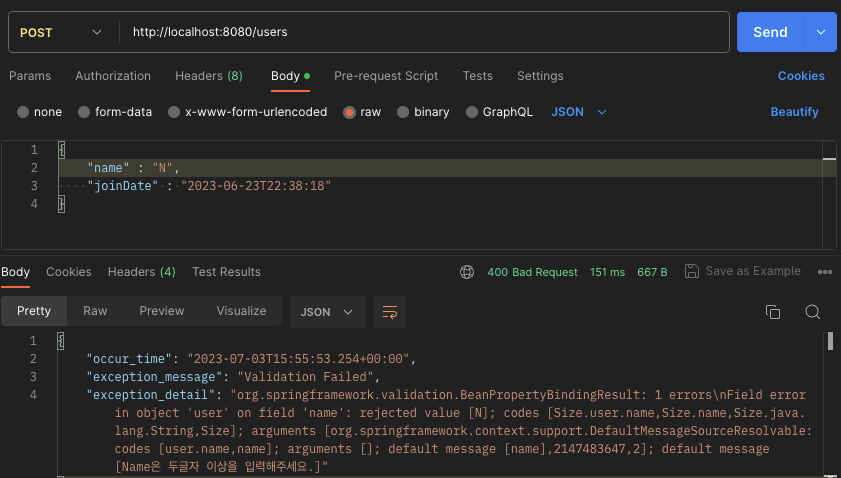 POST http://localhost:8080/users Send
Params Authorization Headers (8) Body Pre-request Script Tests Settings Cookies
none form-data x-www-form-urlencoded raw binary GraphQL JSON Beautify
1 {
2 "name" : "N",
3 "joinDate" : "2023-06-23T22:38:18"
4 }
Body Cookies Headers (4) Test Results 400 Bad Request 151 ms 667 B Save as Example
Pretty Raw Preview Visualize JSON
1 {
2 "occur_time": "2023-07-03T15:55:53.254+00:00",
3 "exception_message": "Validation Failed",
4 "exception_detail": "org.springframework.validation.BeanPropertyBindingResult: 1 errors\nField error
in object 'user' on field 'name': rejected value [N]; codes [Size.user.name,Size.name,Size.java.
lang.String,Size]; arguments [org.springframework.context.support.DefaultMessageSourceResolvable:
codes [user.name,name]; arguments []; default message [name],2147483647,2]; default message
[Name은 두글자 이상을 입력해주세요.]"